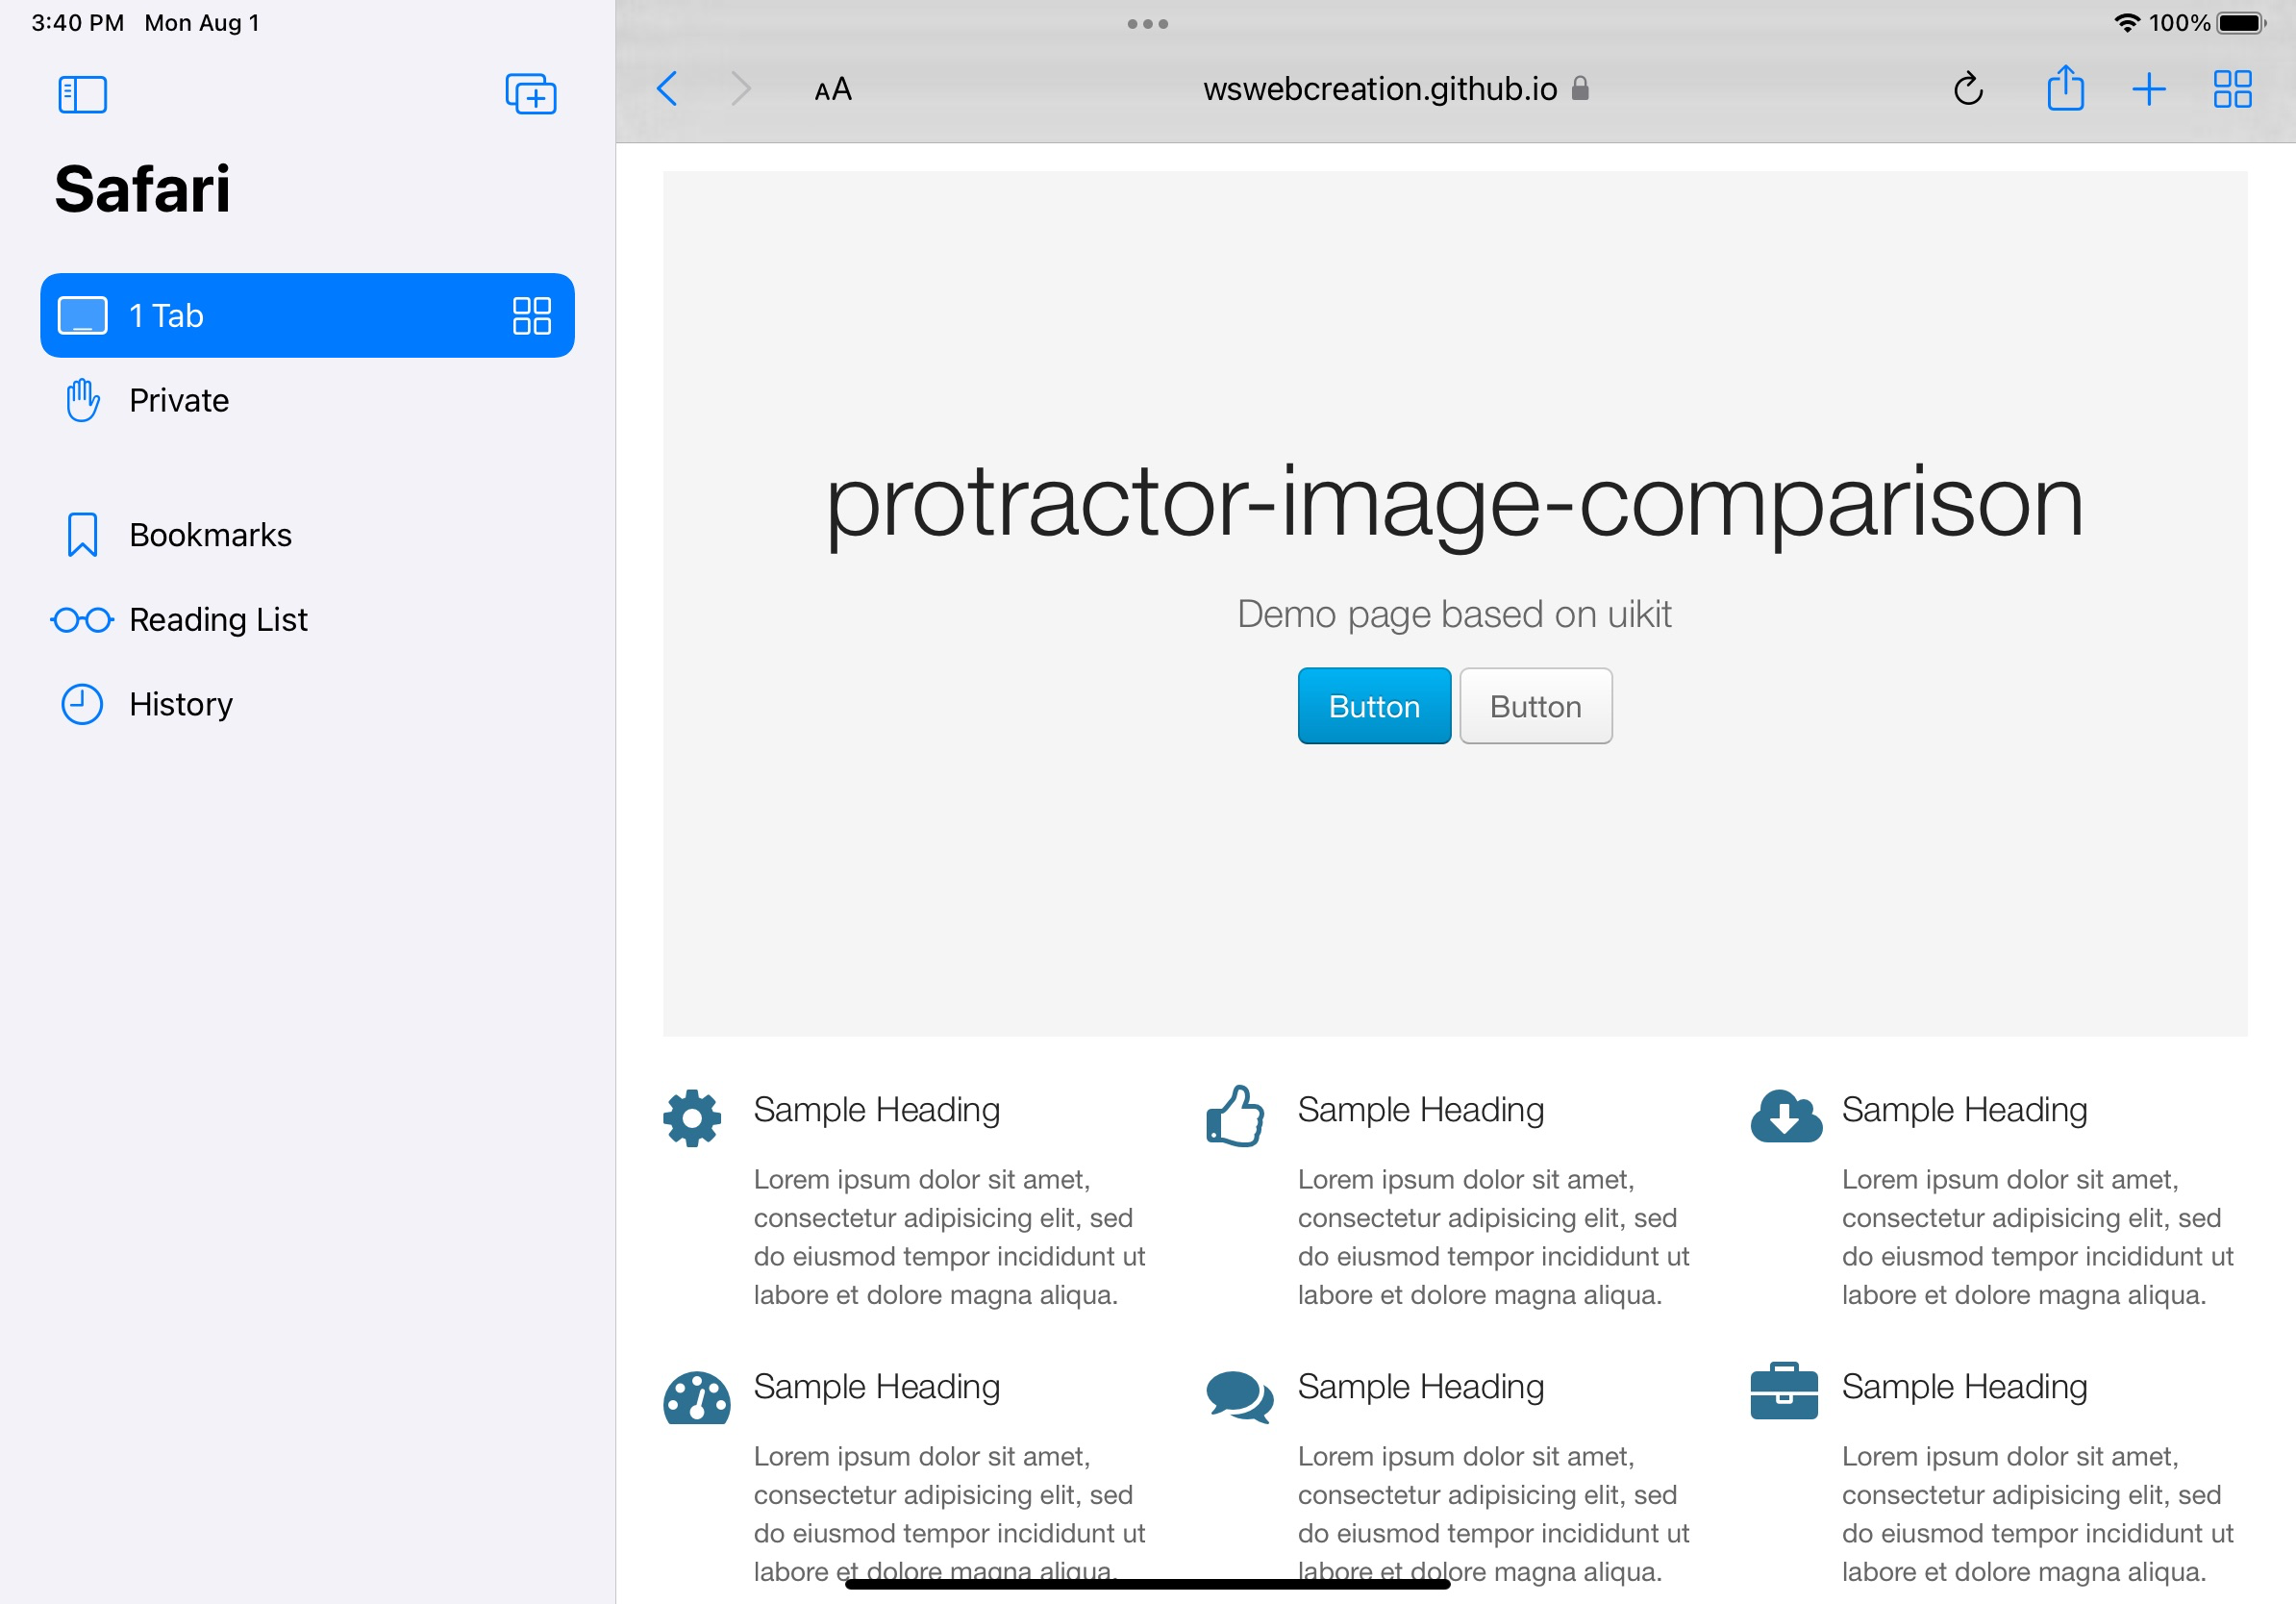 3:40 PM Mon Aug 1
100%
Safari
1 Tab
Private
Bookmarks
Reading List
History
AA
wswebcreation.github.io
protractor-image-comparison
Demo page based on uikit
Button
Button
Sample Heading
Lorem ipsum dolor sit amet,
consectetur adipisicing elit, sed
do eiusmod tempor incididunt ut
labore et dolore magna aliqua.
Sample Heading
Lorem ipsum dolor sit amet,
consectetur adipisicing elit, sed
do eiusmod tempor incididunt ut
labore et dolore magna aliqua.
Sample Heading
Lorem ipsum dolor sit amet,
consectetur adipisicing elit, sed
do eiusmod tempor incididunt ut
labore et dolore magna aliqua.
Sample Heading
Lorem ipsum dolor sit amet,
consectetur adipisicing elit, sed
do eiusmod tempor incididunt ut
labore et dolore magna aliqua.
Sample Heading
Lorem ipsum dolor sit amet,
consectetur adipisicing elit, sed
do eiusmod tempor incididunt ut
labore et dolore magna aliqua.
Sample Heading
Lorem ipsum dolor sit amet,
consectetur adipisicing elit, sed
do eiusmod tempor incididunt ut
labore et dolore magna aliqua.